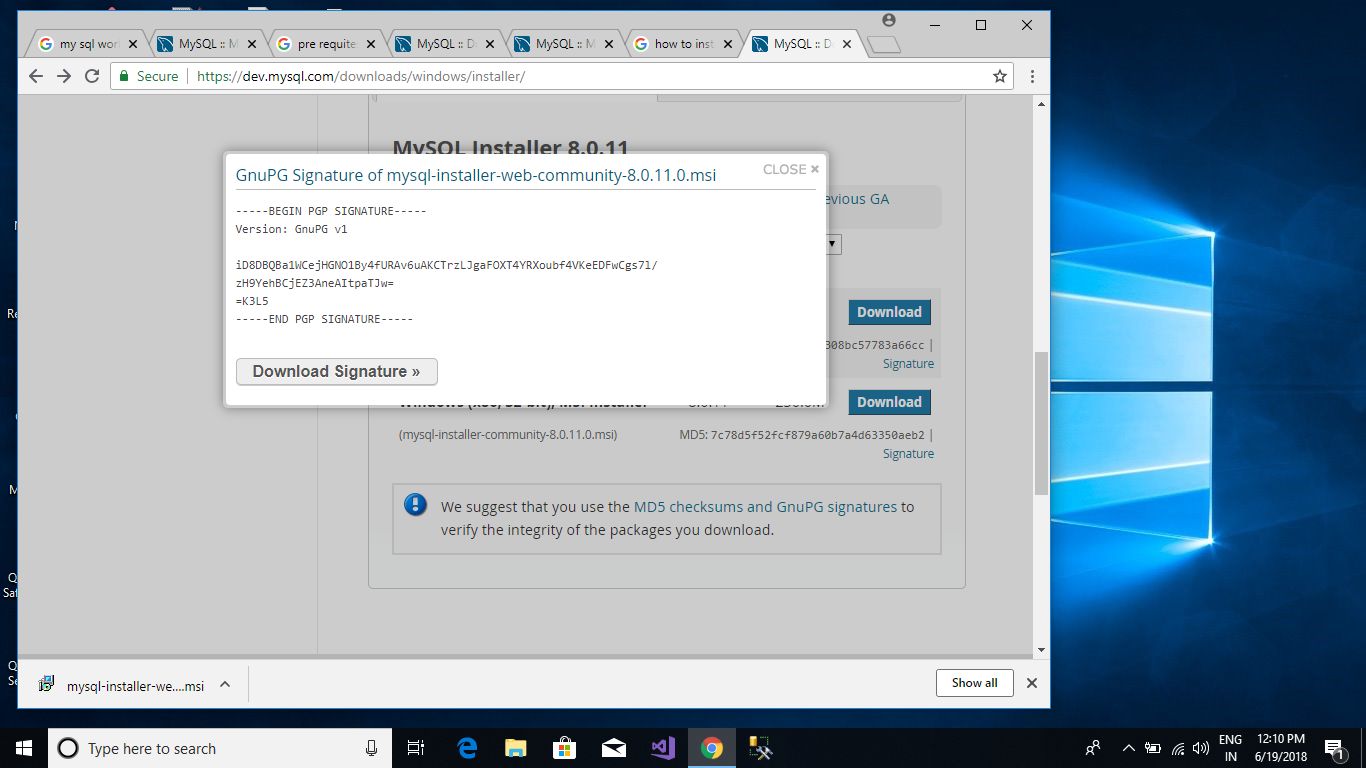 my sql worl
MySQL :: M
pre requites
MySQL :: D
MySQL :: M
how to inst
MySQL :: D
Secure
https://dev.mysql.com/downloads/windows/installer/
MySQL Installer 8.0.11
GnuPG Signature of mysql-installer-web-community-8.0.11.0.msi
CLOSE ×
-----BEGIN PGP SIGNATURE-----
Version: GnuPG v1
iD8DBQBa1WCejHGNO1By4fURAv6uAKCTrzLJgaFOXT4YRXoubf4VKeEDFwCgs7l/
zH9YehBCjEZ3AneAItpaTJw=
=K3L5
-----END PGP SIGNATURE-----
Download Signature »
evious GA
Download
308bc57783a66cc |
Signature
Download
(mysql-installer-community-8.0.11.0.msi)
MD5: 7c78d5f52fcf879a60b7a4d63350aeb2 |
Signature
We suggest that you use the MD5 checksums and GnuPG signatures to
verify the integrity of the packages you download.
mysql-installer-we....msi
Show all
Type here to search
ENG
IN
12:10 PM
6/19/2018
1